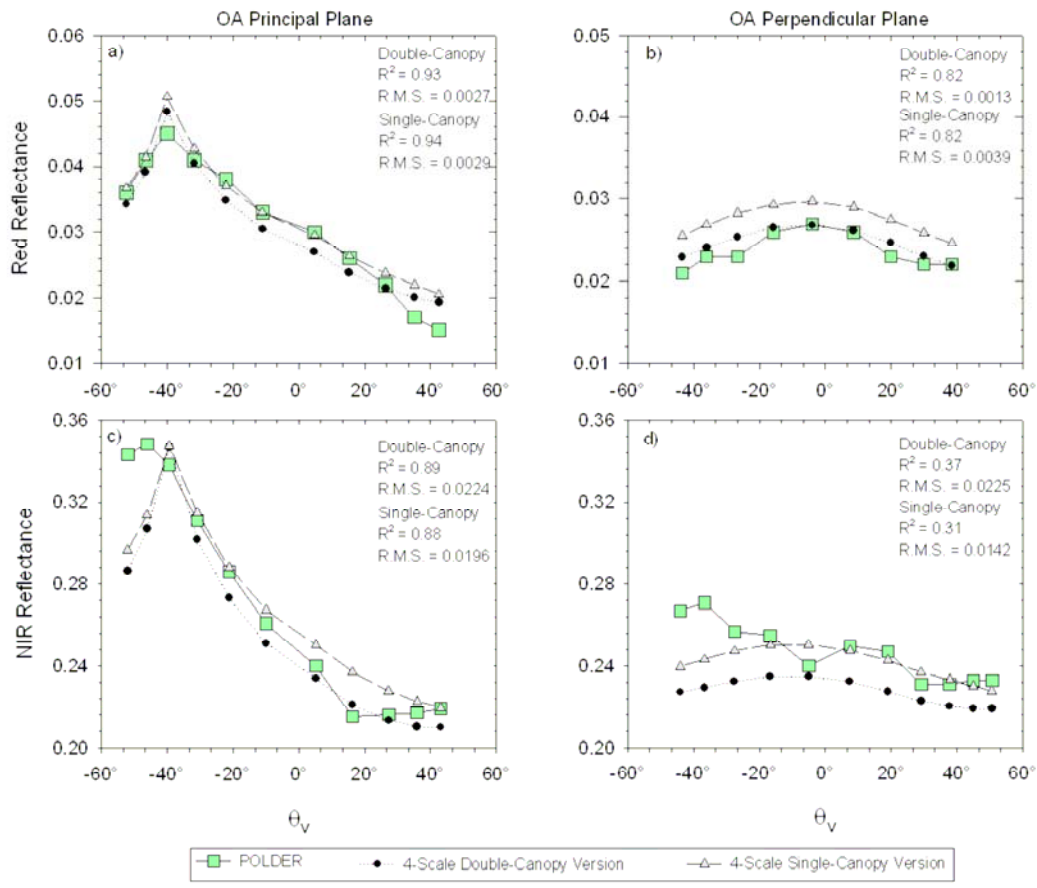 OA Principal Plane
OA Perpendicular Plane
a)
Double-Canopy
R² = 0.93
R.M.S. = 0.0027
Single-Canopy
R² = 0.94
R.M.S. = 0.0029
Red Reflectance
0.06
0.05
0.04
0.03
0.02
0.01
-60° -40° -20° 0° 20° 40° 60°
b)
Double-Canopy
R² = 0.82
R.M.S. = 0.0013
Single-Canopy
R² = 0.82
R.M.S. = 0.0039
0.05
0.04
0.03
0.02
0.01
-60° -40° -20° 0° 20° 40° 60°
c)
Double-Canopy
R² = 0.89
R.M.S. = 0.0224
Single-Canopy
R² = 0.88
R.M.S. = 0.0196
NIR Reflectance
0.36
0.32
0.28
0.24
0.20
-60° -40° -20° 0° 20° 40° 60°
θv
d)
Double-Canopy
R² = 0.37
R.M.S. = 0.0225
Single-Canopy
R² = 0.31
R.M.S. = 0.0142
0.36
0.32
0.28
0.24
0.20
-60° -40° -20° 0° 20° 40° 60°
θv
POLDER
4-Scale Double-Canopy Version
4-Scale Single-Canopy Version